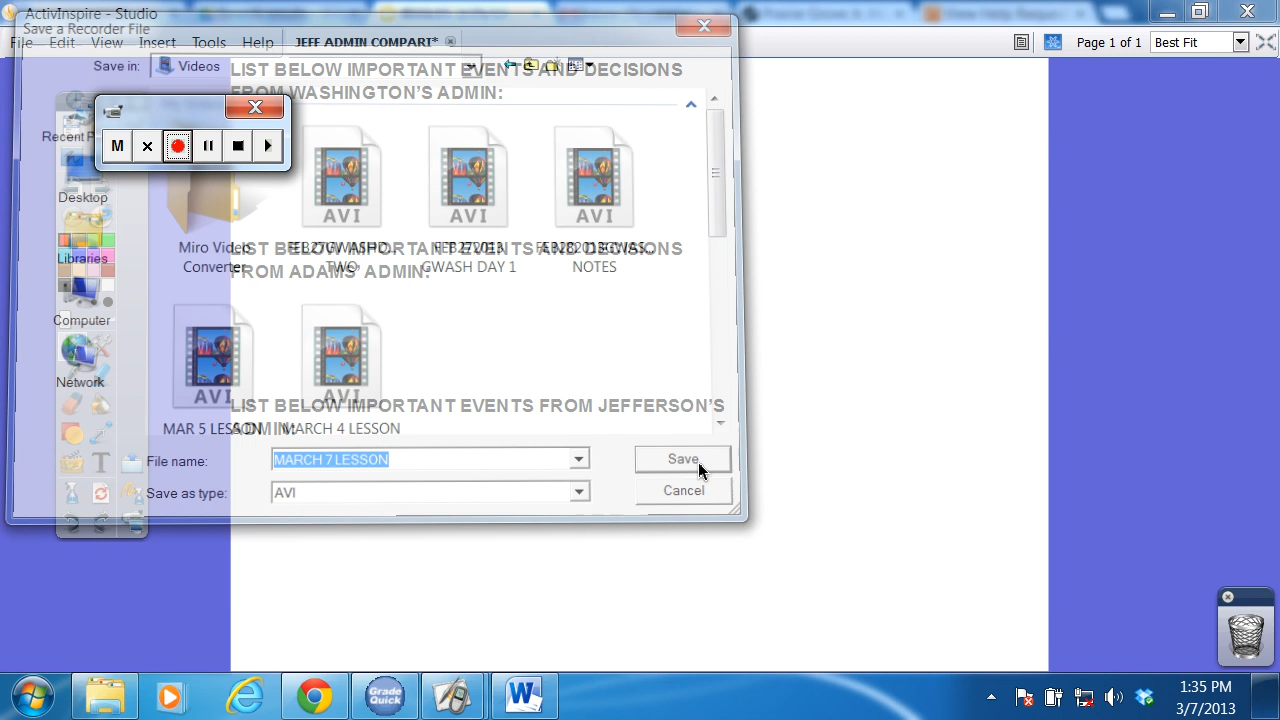 ActivInspire - Studio
Save a Recorder File
File Edit View Insert Tools Help JEFF ADMIN COMPARI*
Page 1 of 1 Best Fit
Save in: Videos
LIST BELOW IMPORTANT EVENTS AND DECISIONS
FROM WASHINGTON'S ADMIN:
M
Desktop
AVI AVI AVI
LIST BELOW IMPORTANT EVENTS AND DECISIONS
FROM ADAMS' ADMIN:
Miro Video
Converter
TWO
GWASH DAY 1
NOTES
Libraries
Computer
Network
AVI AVI
LIST BELOW IMPORTANT EVENTS FROM JEFFERSON'S
ADMIN:
MAR 5 LESSON MARCH 4 LESSON
File name: MARCH 7 LESSON Save
Save as type: AVI Cancel
Grade
Quick
1:35 PM
3/7/2013